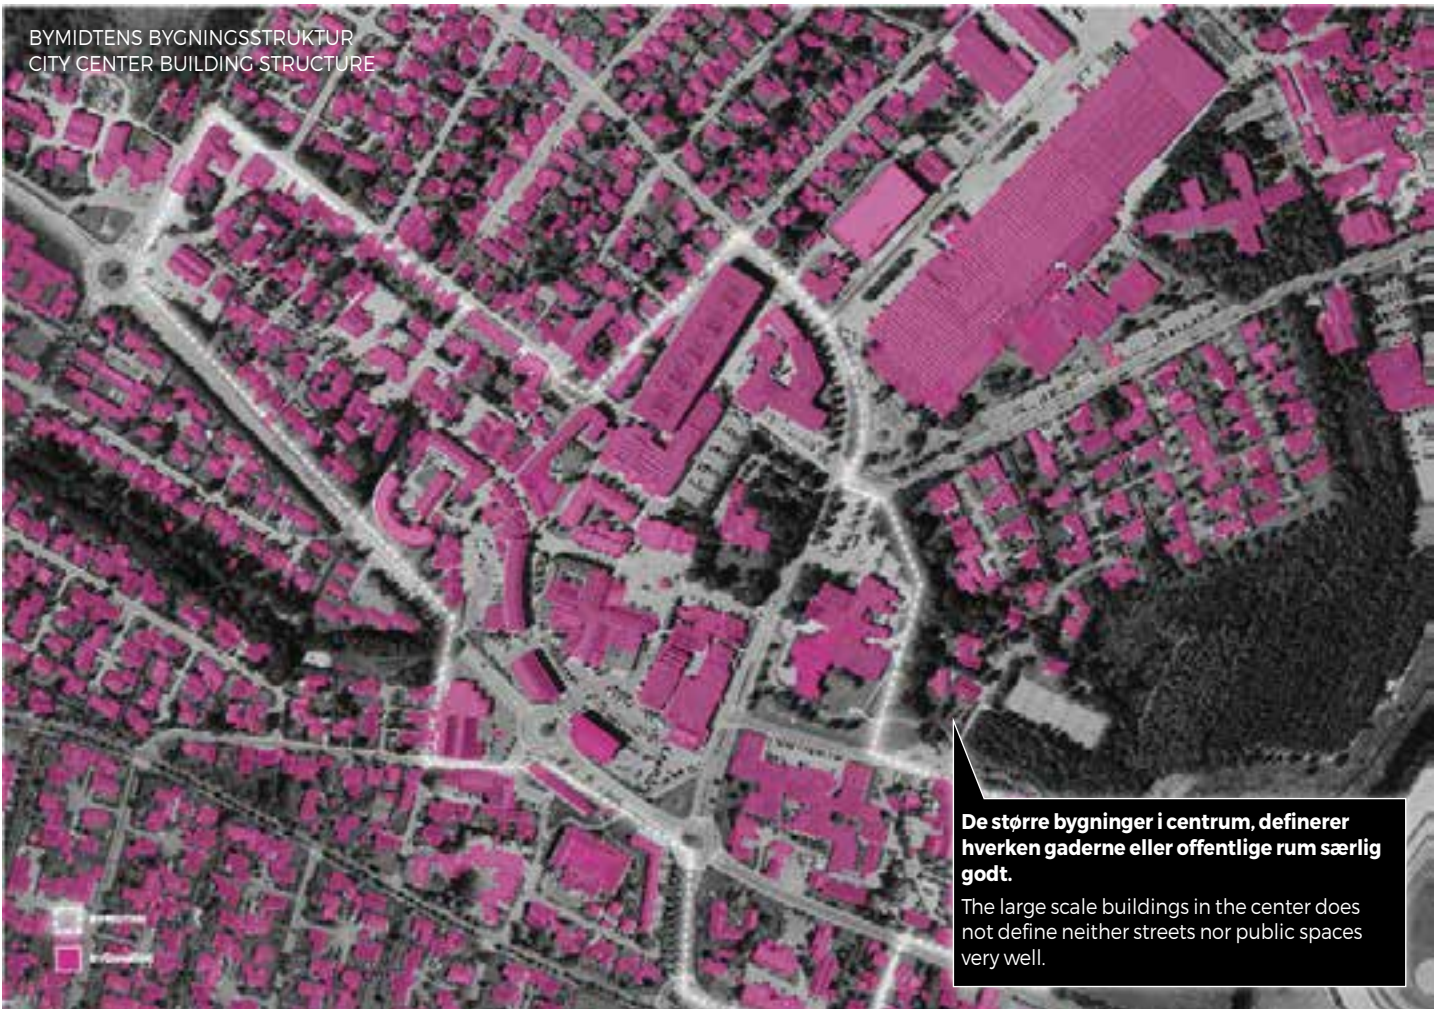 BYMIDTENS BYGNINGSSTRUKTUR
CITY CENTER BUILDING STRUCTURE
De større bygninger i centrum, definerer
hverken gaderne eller offentlige rum særlig
godt.
The large scale buildings in the center does
not define neither streets nor public spaces
very well.